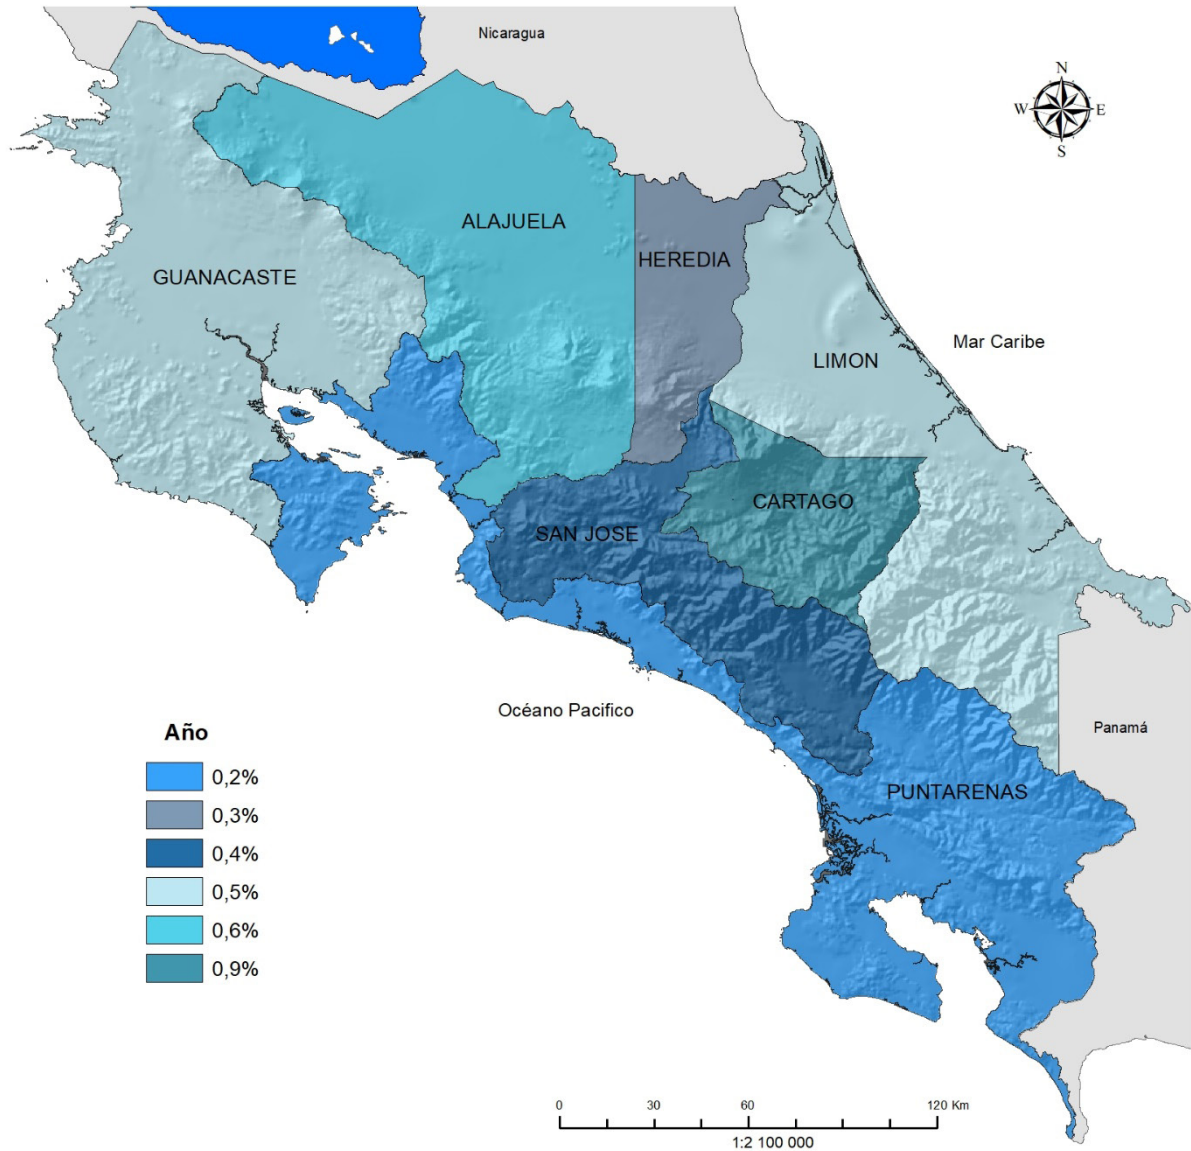 Nicaragua
N
W
E
S
ALAJUELA
HEREDIA
GUANACASTE
Mar Caribe
LIMON
CARTAGO
SAN JOSE
Océano Pacifico
Panamá
Año
0,2%
PUNTARENAS
0,3%
0,4%
0,5%
0,6%
0,9%
0 30 60 120 Km
1:2 100 000